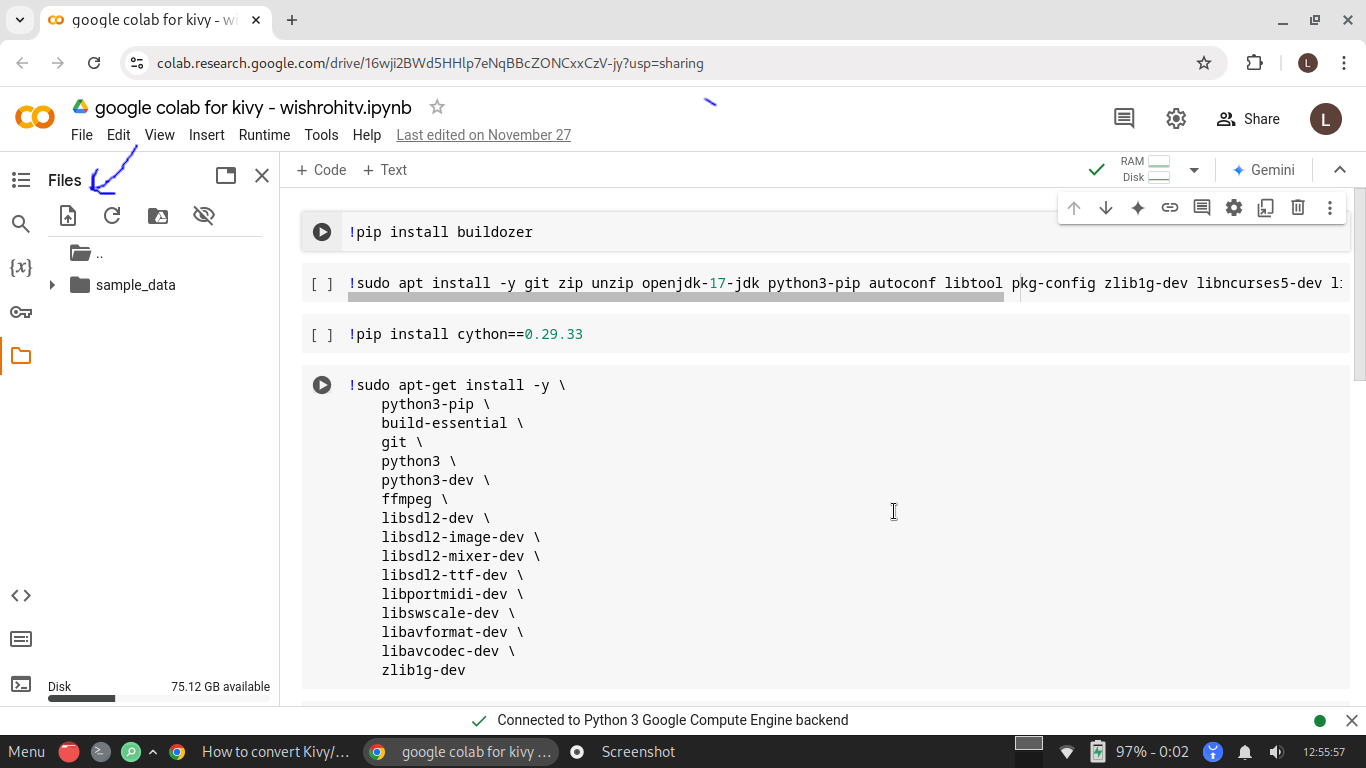 google colab for kivy - wi
colab.research.google.com/drive/16wji2BWd5HHlp7eNqBBcZONCxxCzV-jy?usp=sharing
L
google colab for kivy - wishrohitv.ipynb
File Edit View Insert Runtime Tools Help Last edited on November 27
Share
L
Files
+ Code + Text
RAM
Disk
Gemini
..
sample_data
!pip install buildozer
[ ] !sudo apt install -y git zip unzip openjdk-17-jdk python3-pip autoconf libtool pkg-config zlib1g-dev libncurses5-dev li
[ ] !pip install cython==0.29.33
!sudo apt-get install -y \
python3-pip \
build-essential \
git \
python3 \
python3-dev \
ffmpeg \
libsdl2-dev \
libsdl2-image-dev \
libsdl2-mixer-dev \
libsdl2-ttf-dev \
libportmidi-dev \
libswscale-dev \
libavformat-dev \
libavcodec-dev \
zlib1g-dev
{x}
Disk 75.12 GB available
Connected to Python 3 Google Compute Engine backend
Menu How to convert Kivy/... google colab for kivy ... Screenshot 97% - 0:02 12:55:57